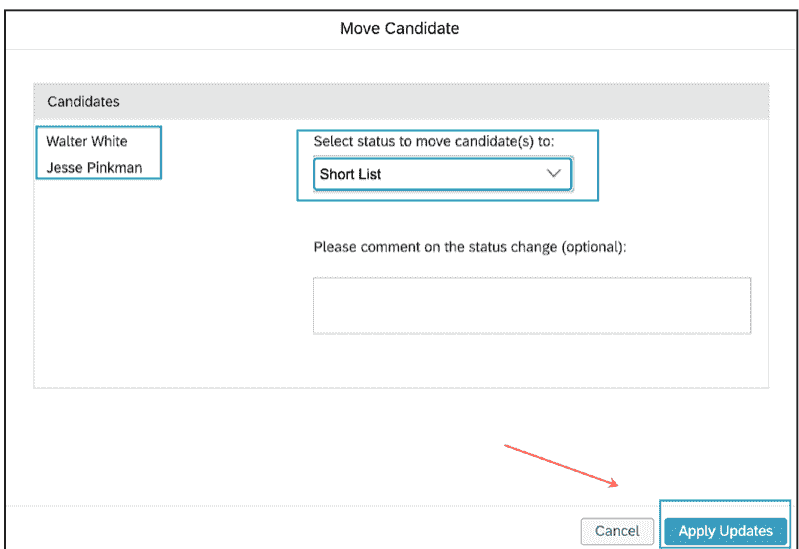 Move Candidate
Candidates
Walter White
Jesse Pinkman
Select status to move candidate(s) to:
Short List
Please comment on the status change (optional):
Cancel
Apply Updates